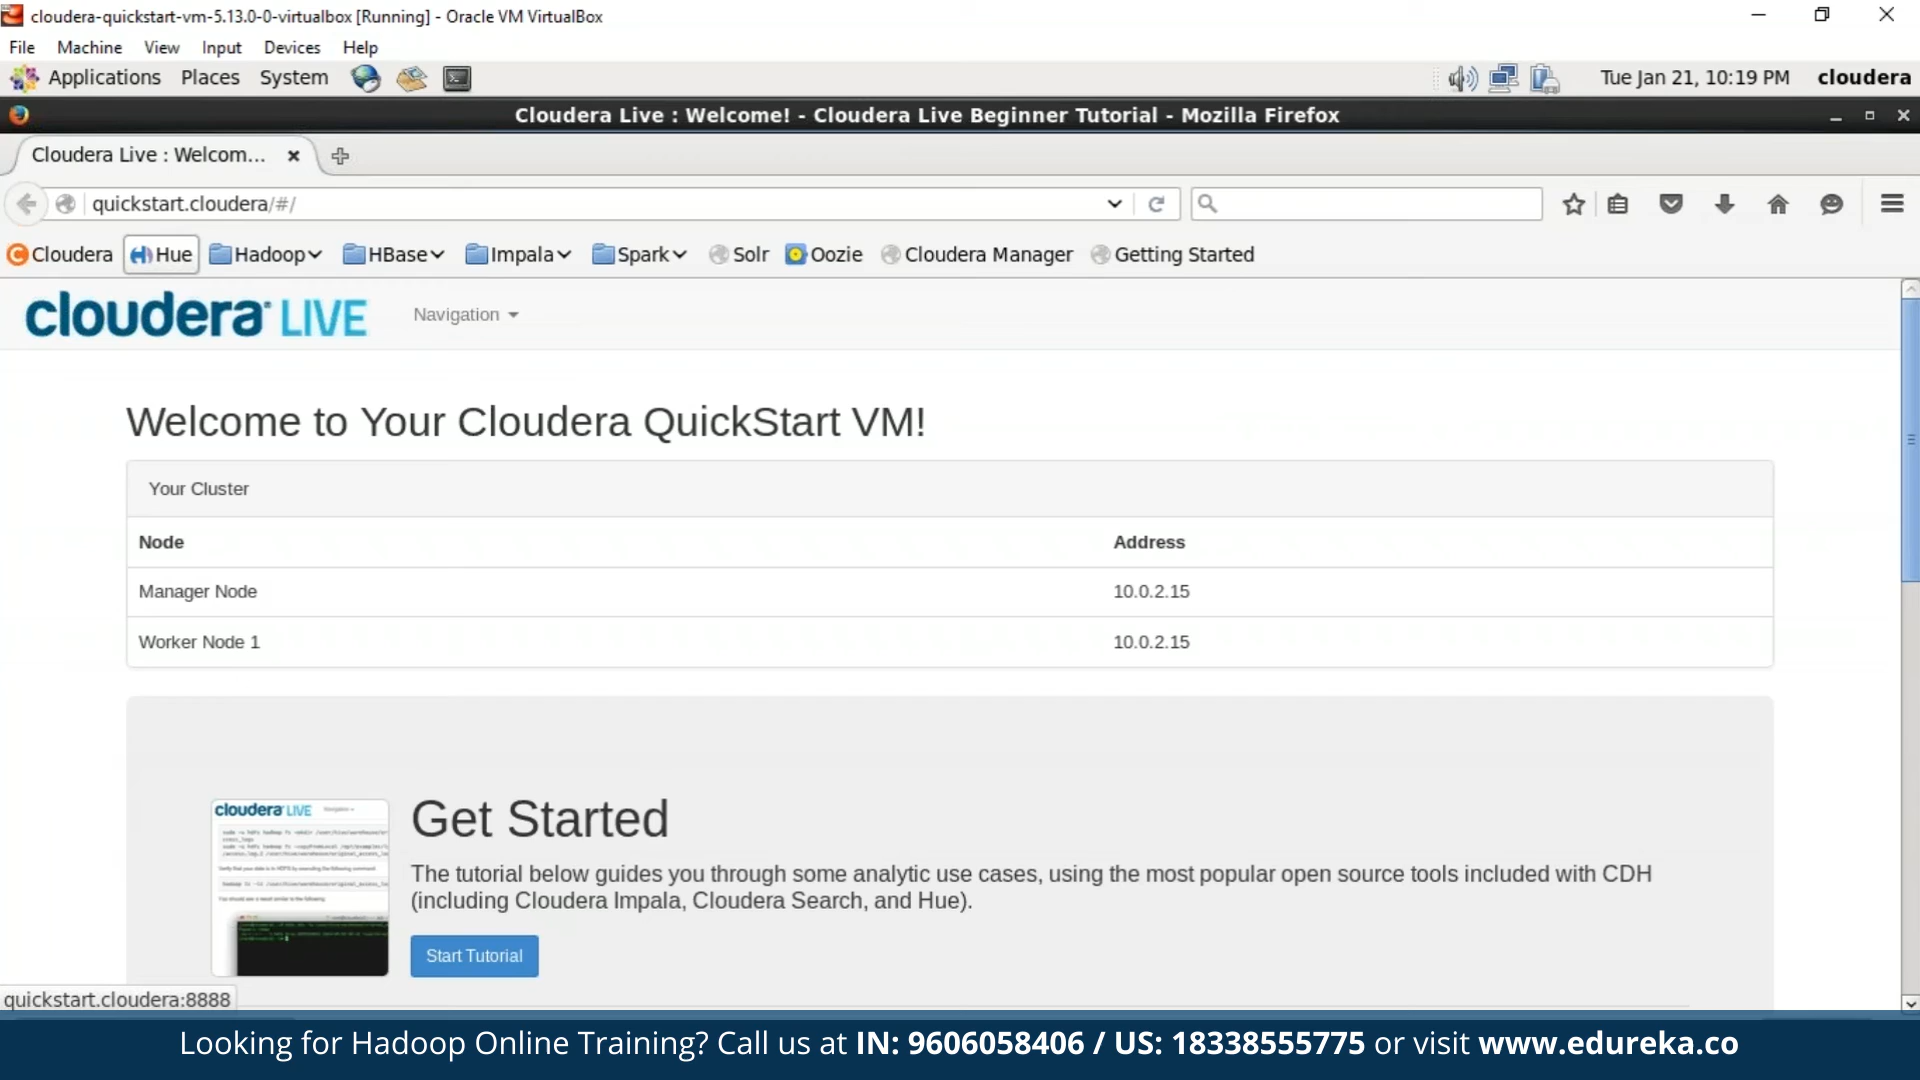 cloudera-quickstart-vm-5.13.0-0-virtualbox [Running] - Oracle VM VirtualBox
File Machine View Input Devices Help
Applications Places System Tue Jan 21, 10:19 PM cloudera
Cloudera Live : Welcome! - Cloudera Live Beginner Tutorial - Mozilla Firefox
Cloudera Live : Welcom...
quickstart.cloudera/#/
Cloudera Hue Hadoop HBase Impala Spark Solr Oozie Cloudera Manager Getting Started
cloudera LIVE Navigation
Welcome to Your Cloudera QuickStart VM!
Your Cluster
Node Address
Manager Node 10.0.2.15
Worker Node 1 10.0.2.15
cloudera LIVE Navigation
Get Started
The tutorial below guides you through some analytic use cases, using the most popular open source tools included with CDH
(including Cloudera Impala, Cloudera Search, and Hue).
Start Tutorial
quickstart.cloudera:8888
Looking for Hadoop Online Training? Call us at IN: 9606058406 / US: 18338555775 or visit www.edureka.co